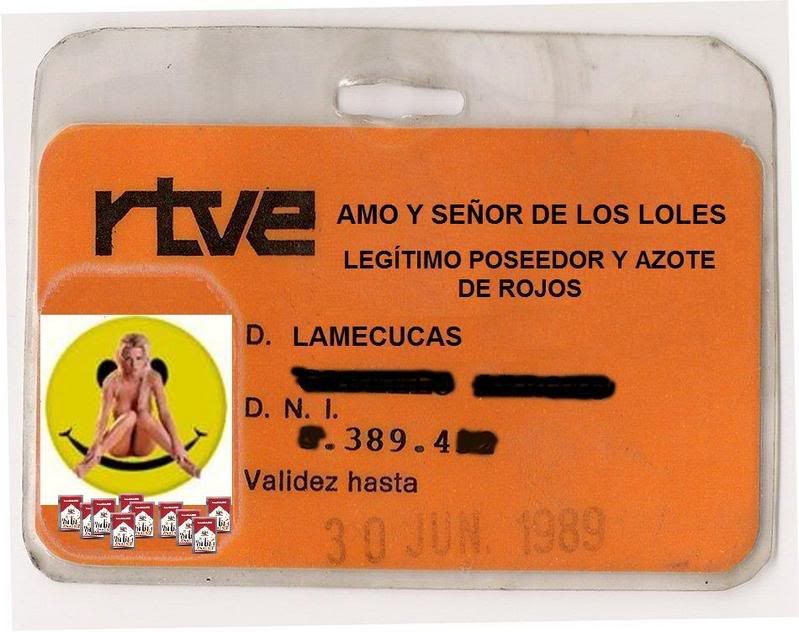 rtve
AMO Y SEÑOR DE LOS LOLES
LEGÍTIMO POSEEDOR Y AZOTE
DE ROJOS
D. LAMECUCAS
D. N. I.
.389.4
Validez hasta
30 JUN. 1989